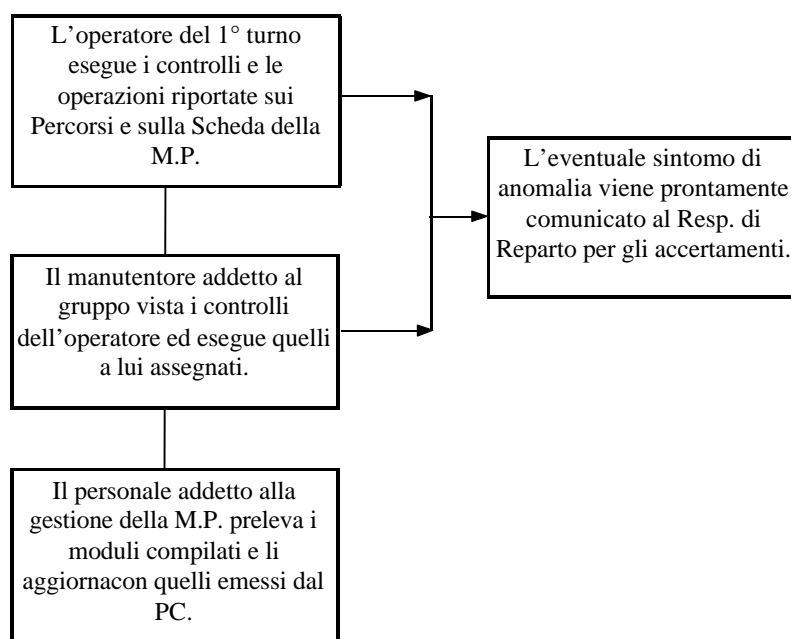 L'operatore del 1° turno
esegue i controlli e le
operazioni riportate sui
Percorsi e sulla Scheda della
M.P.
L'eventuale sintomo di
anomalia viene prontamente
comunicato al Resp. di
Reparto per gli accertamenti.
Il manutentore addetto al
gruppo vista i controlli
dell'operatore ed esegue quelli
a lui assegnati.
Il personale addetto alla
gestione della M.P. preleva i
moduli compilati e li
aggiornacon quelli emessi dal
PC.